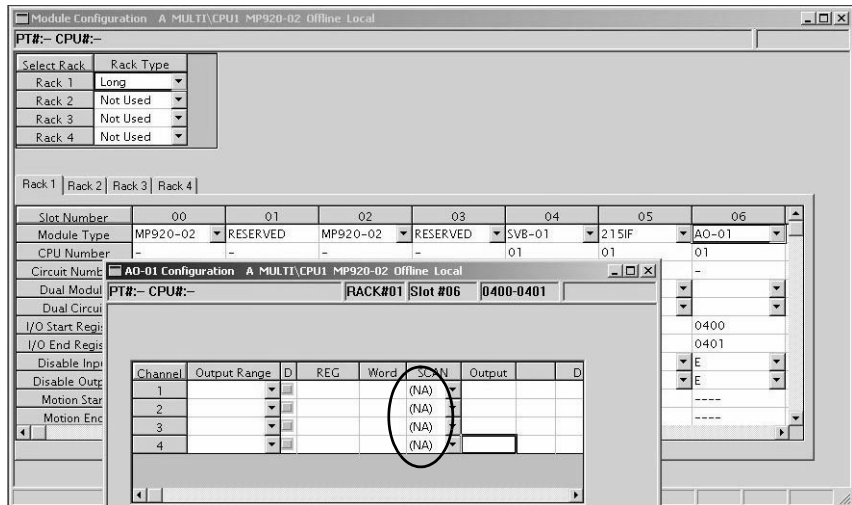 Module Configuration A MULTI\CPU1 MP920-02 Offline Local
PT#:– CPU#:–
Select Rack Rack Type
Rack 1 Long
Rack 2 Not Used
Rack 3 Not Used
Rack 4 Not Used
Rack 1 Rack 2 Rack 3 Rack 4
Slot Number 00 01 02 03 04 05 06
Module Type MP920-02 RESERVED MP920-02 RESERVED SVB-01 215IF AO-01
CPU Number – – – – 01 01 01
Circuit Numb –
Dual Modul
Dual Circui
I/O Start Regis 0400
I/O End Regis 0401
Disable Inpu E
Disable Outp E
Motion Star ----
Motion End ----
AO-01 Configuration A MULTI\CPU1 MP920-02 Offline Local
PT#:– CPU#:– RACK#01 Slot #06 0400-0401
Channel Output Range D REG Word SCAN Output D
1 (NA)
2 (NA)
3 (NA)
4 (NA)